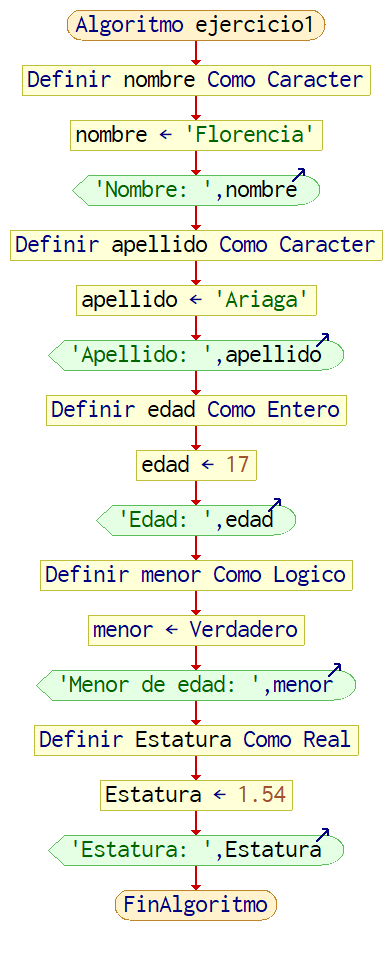 Algoritmo ejercicio1
Definir nombre Como Caracter
nombre ← 'Florencia'
'Nombre: ',nombre
Definir apellido Como Caracter
apellido ← 'Ariaga'
'Apellido: ',apellido
Definir edad Como Entero
edad ← 17
'Edad: ',edad
Definir menor Como Logico
menor ← Verdadero
'Menor de edad: ',menor
Definir Estatura Como Real
Estatura ← 1.54
'Estatura: ',Estatura
FinAlgoritmo